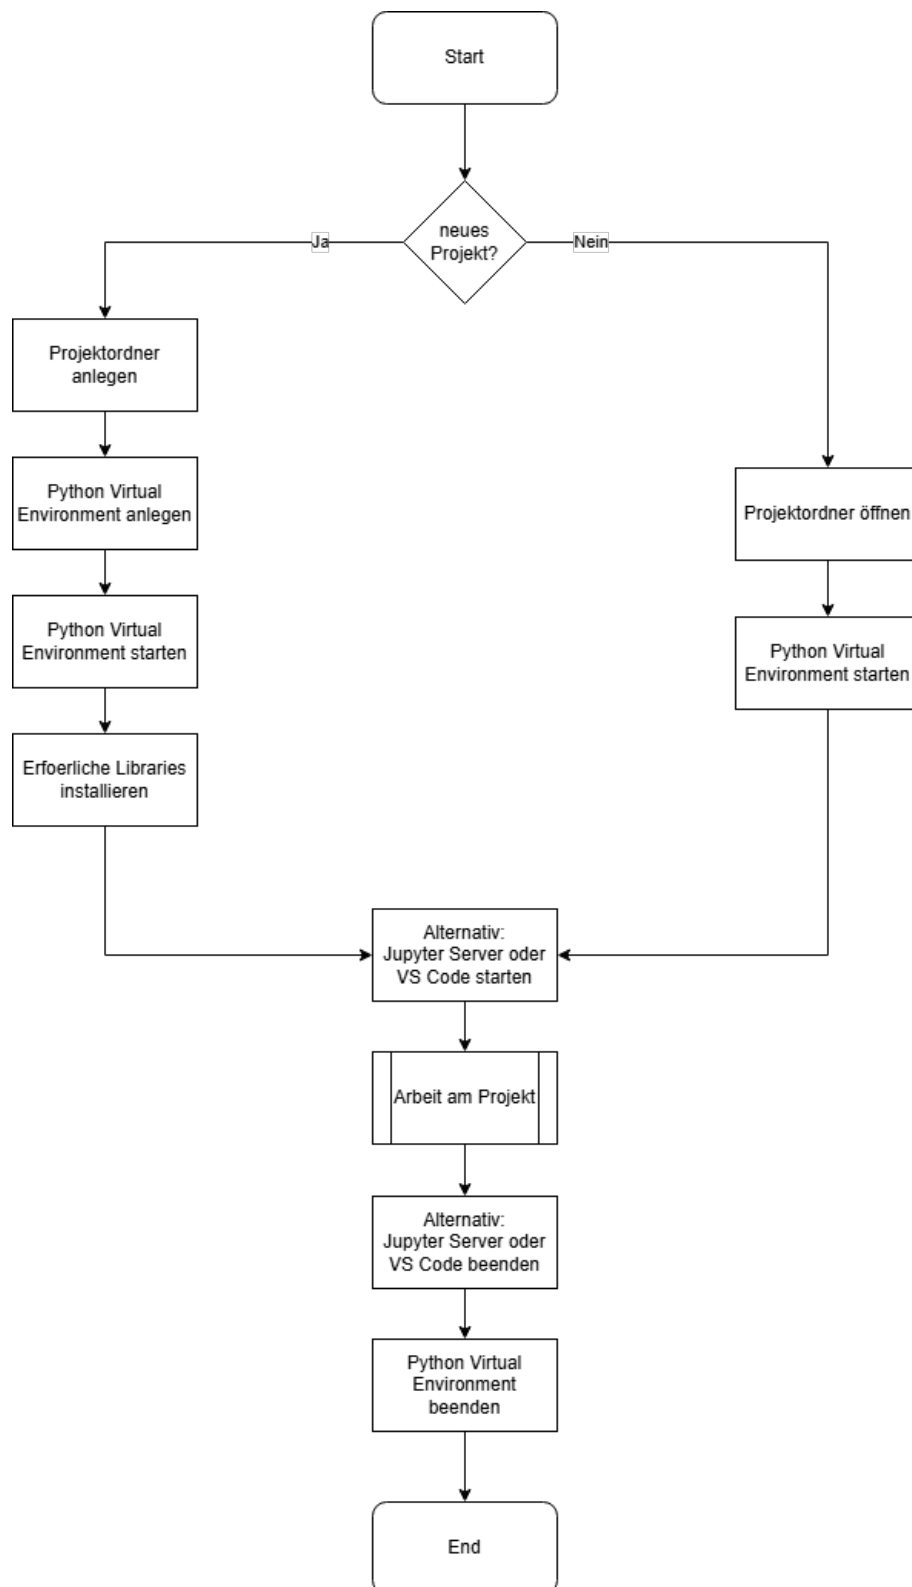 Start
neues
Projekt?
Ja
Nein
Projektordner
anlegen
Python Virtual
Environment anlegen
Python Virtual
Environment starten
Erfoerliche Libraries
installieren
Projektordner öffnen
Python Virtual
Environment starten
Alternativ:
Jupyter Server oder
VS Code starten
Arbeit am Projekt
Alternativ:
Jupyter Server oder
VS Code beenden
Python Virtual
Environment
beenden
End